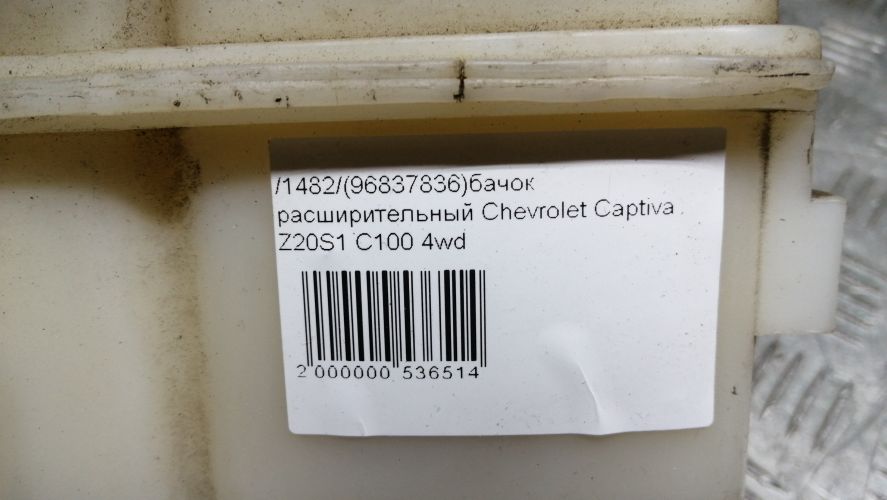 /1482/(96837836)бачок
расширительный Chevrolet Captiva
Z20S1 C100 4wd
2 000000 536514